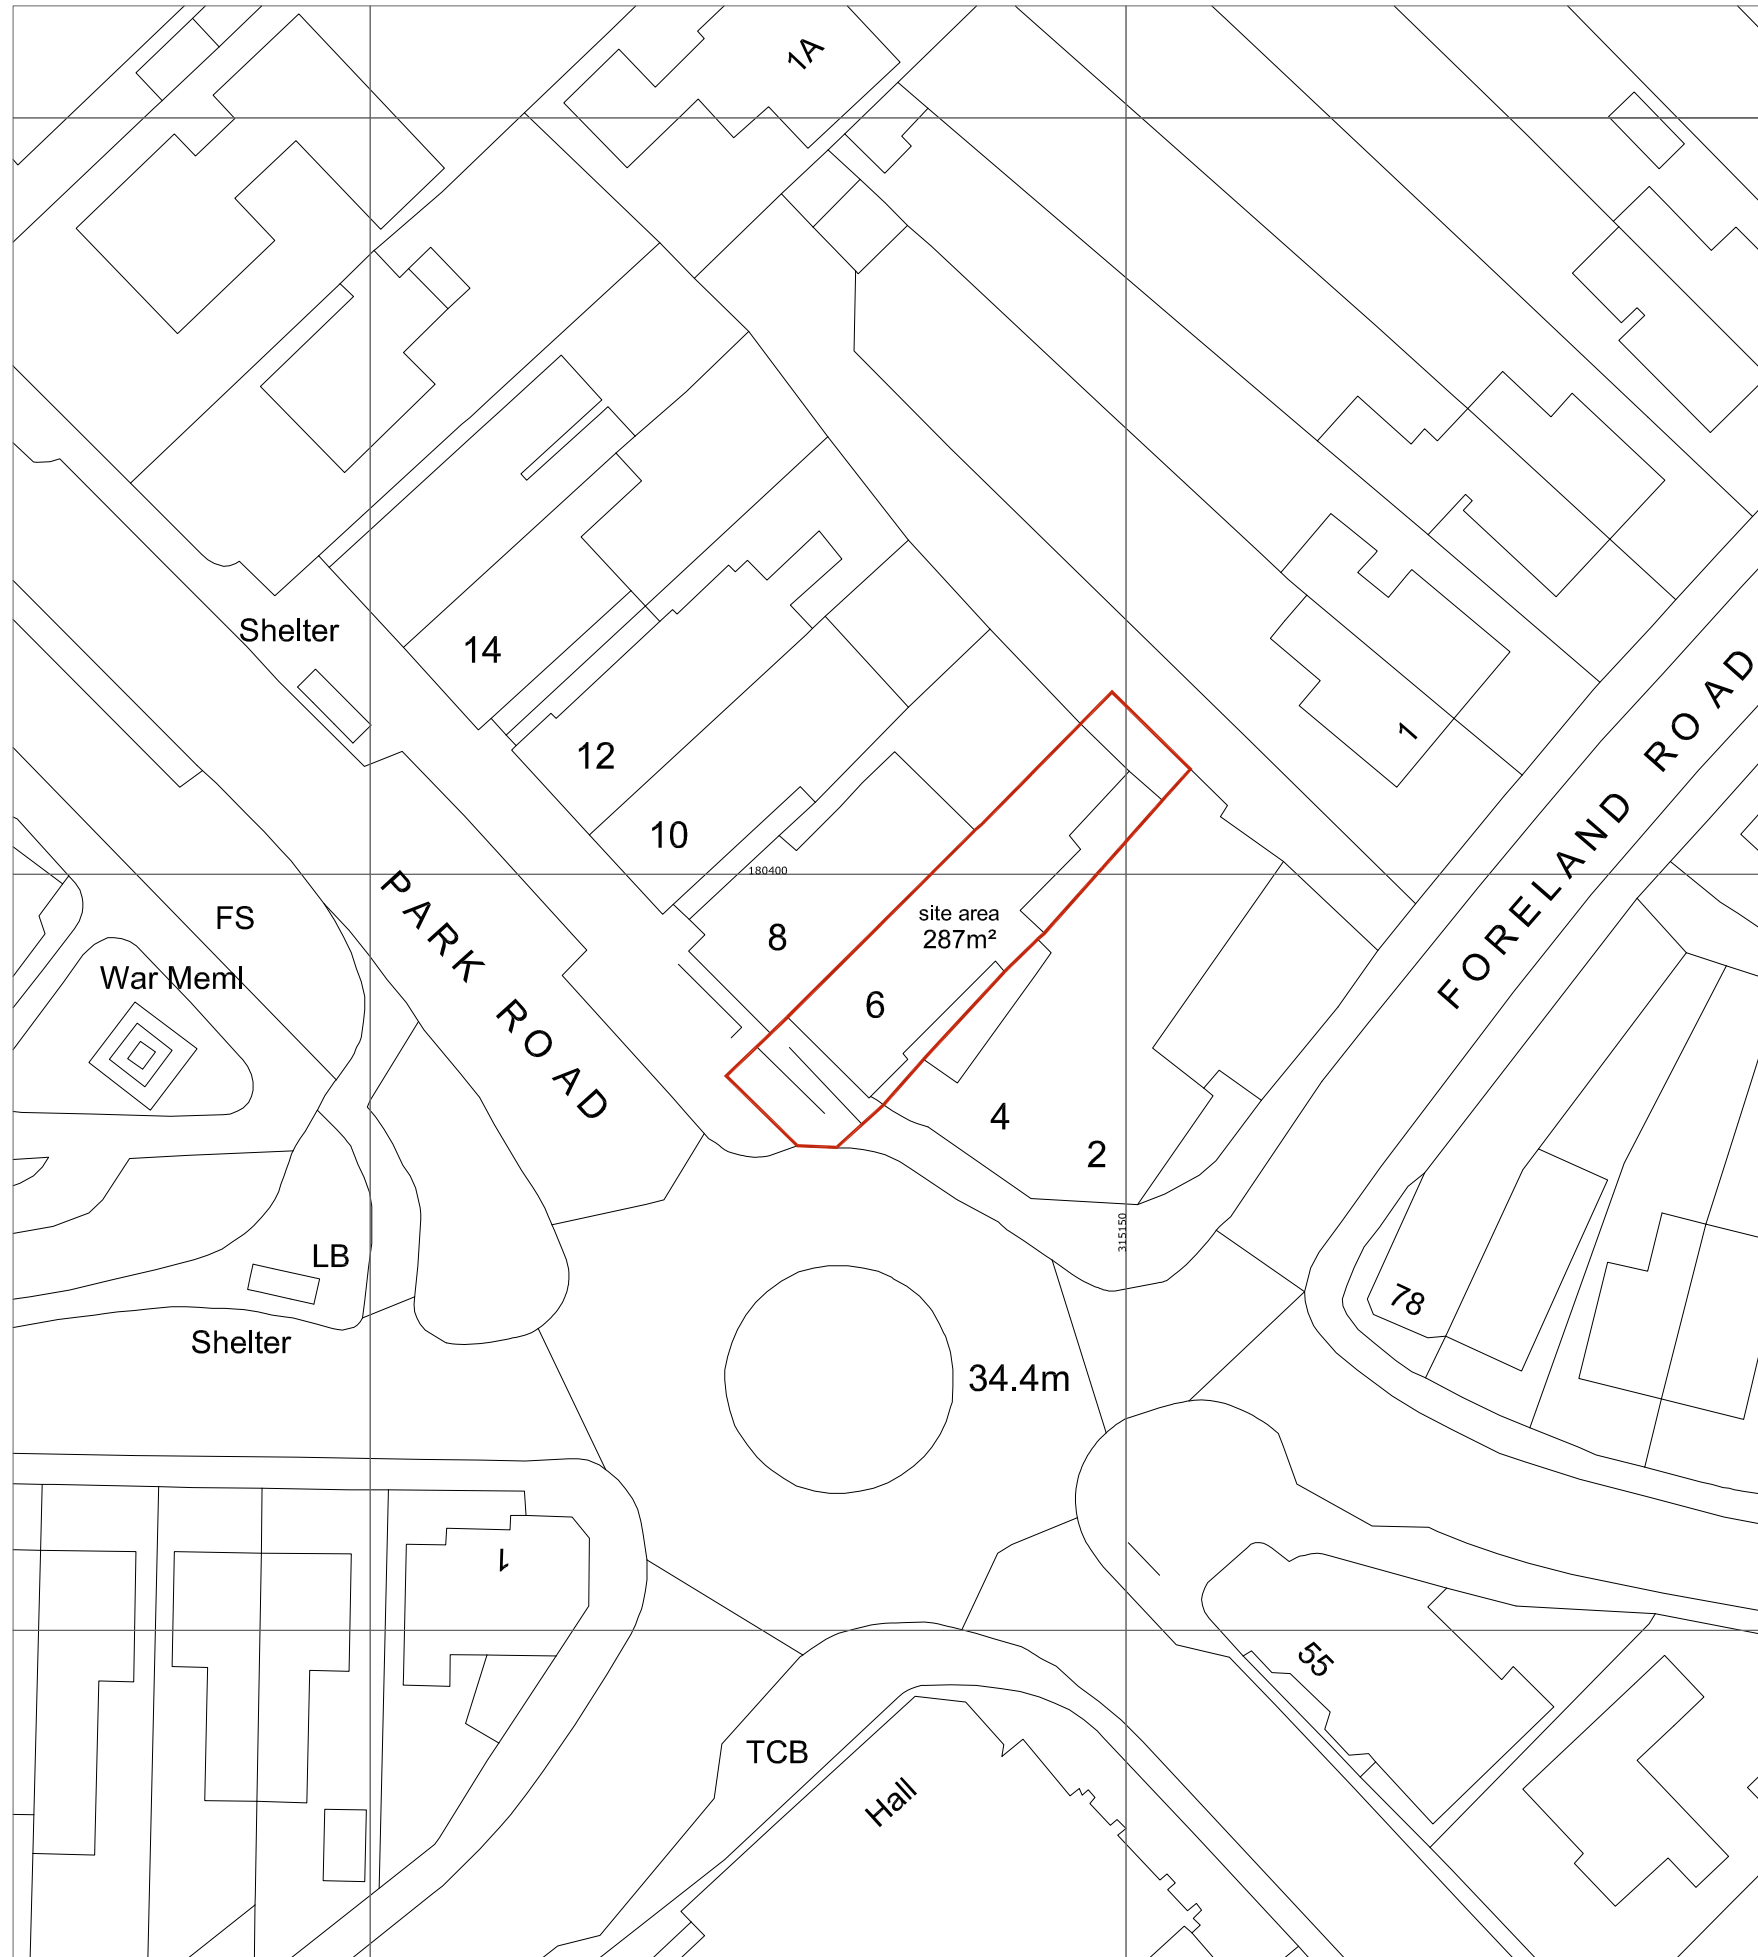 1A
Shelter
14
12
10
1
FORELAND ROAD
180400
PARK ROAD
FS
site area
287m²
8
War Meml
6
4
2
315150
LB
78
Shelter
34.4m
1
55
TCB
Hall